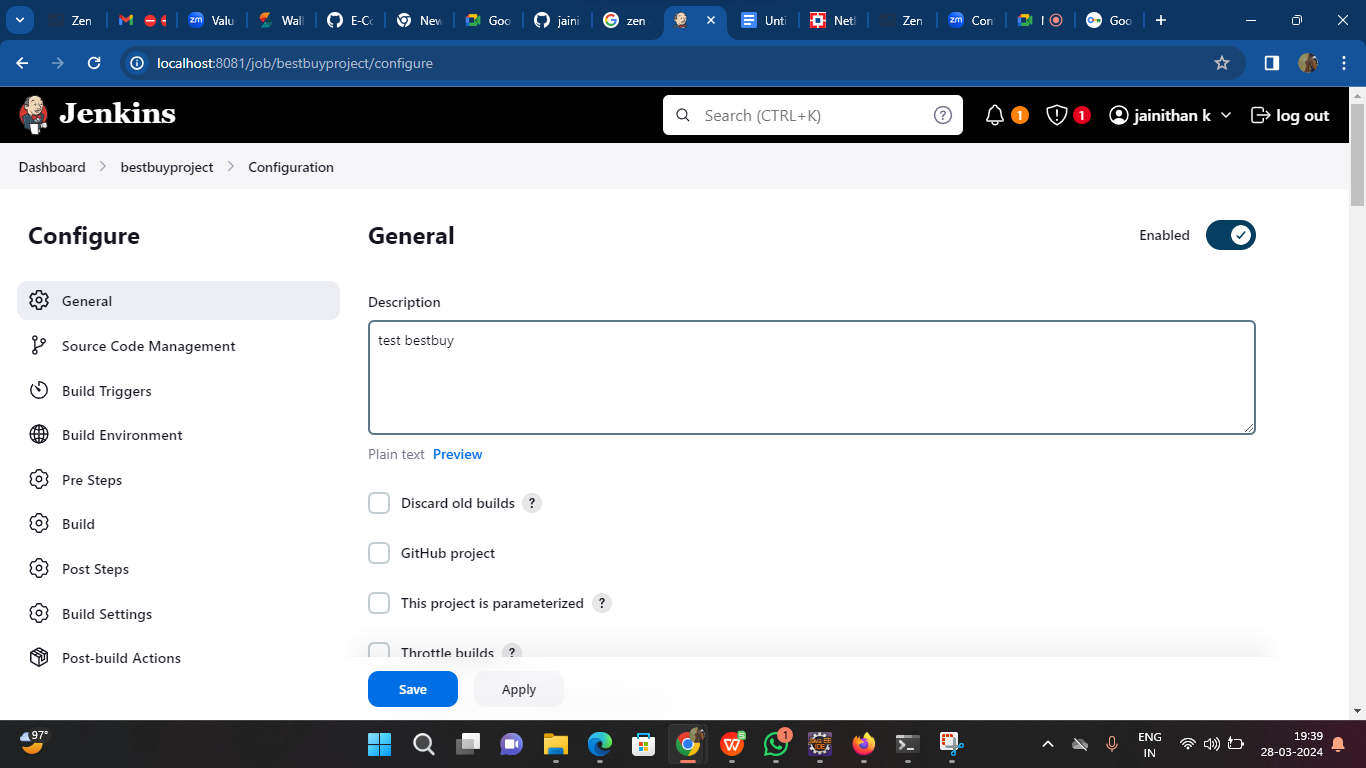 Zen
Valu
Wall
E-Co
New
Goo
jaini
zen
Unti
Netl
Zen
Con
Goo
localhost:8081/job/bestbuyproject/configure
Jenkins
Search (CTRL+K)
?
1
1
jainithan k
log out
Dashboard
bestbuyproject
Configuration
Configure
General
Source Code Management
Build Triggers
Build Environment
Pre Steps
Build
Post Steps
Build Settings
Post-build Actions
General
Enabled
Description
test bestbuy
Plain text Preview
Discard old builds ?
GitHub project
This project is parameterized ?
Throttle builds ?
Save
Apply
97°
1
ENG
IN
19:39
28-03-2024